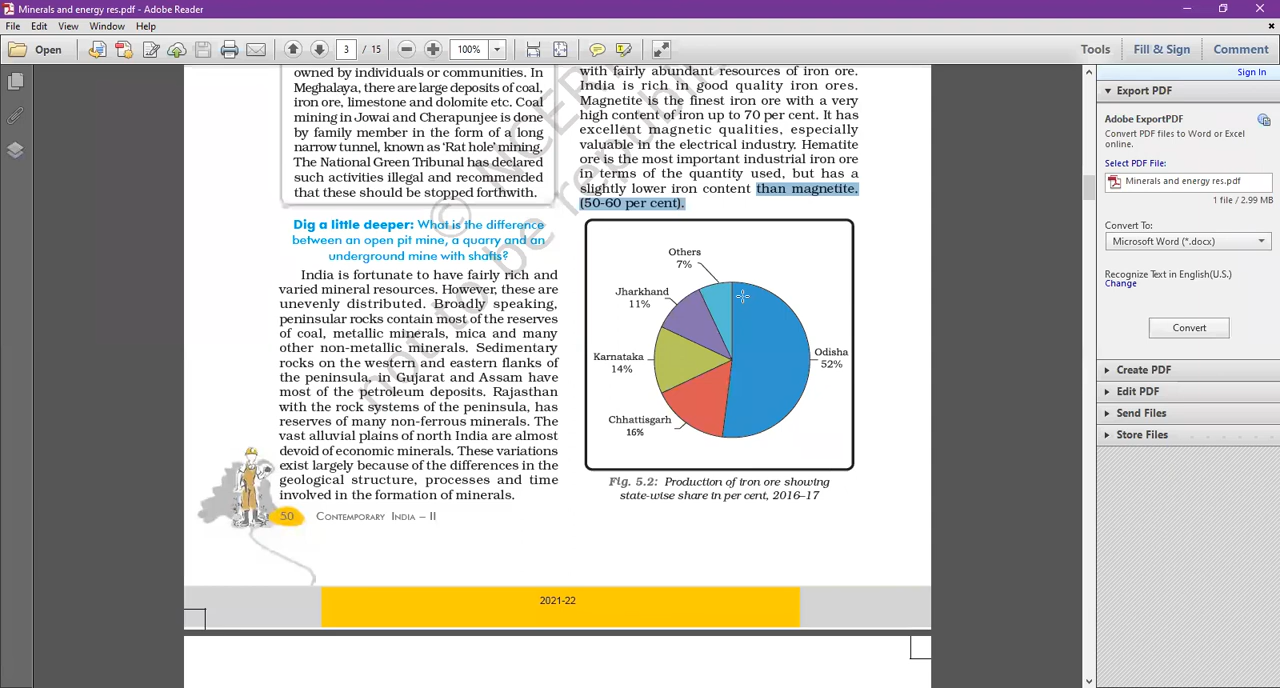 Minerals and energy res.pdf - Adobe Reader
File Edit View Window Help
Open 3 / 15 100% Tools Fill & Sign Comment
owned by individuals or communities. In
Meghalaya, there are large deposits of coal,
iron ore, limestone and dolomite etc. Coal
mining in Jowai and Cherapunjee is done
by family member in the form of a long
narrow tunnel, known as 'Rat hole' mining.
The National Green Tribunal has declared
such activities illegal and recommended
that these should be stopped forthwith.
Dig a little deeper: What is the difference
between an open pit mine, a quarry and an
underground mine with shafts?
India is fortunate to have fairly rich and
varied mineral resources. However, these are
unevenly distributed. Broadly speaking,
peninsular rocks contain most of the reserves
of coal, metallic minerals, mica and many
other non-metallic minerals. Sedimentary
rocks on the western and eastern flanks of
the peninsula, in Gujarat and Assam have
most of the petroleum deposits. Rajasthan
with the rock systems of the peninsula, has
reserves of many non-ferrous minerals. The
vast alluvial plains of north India are almost
devoid of economic minerals. These variations
exist largely because of the differences in the
geological structure, processes and time
involved in the formation of minerals.
50 Contemporary India – II
with fairly abundant resources of iron ore.
India is rich in good quality iron ores.
Magnetite is the finest iron ore with a very
high content of iron up to 70 per cent. It has
excellent magnetic qualities, especially
valuable in the electrical industry. Hematite
ore is the most important industrial iron ore
in terms of the quantity used, but has a
slightly lower iron content than magnetite.
(50-60 per cent).
Others
7%
Jharkhand
11%
Karnataka
14%
Chhattisgarh
16%
Odisha
52%
Fig. 5.2: Production of iron ore showing
state-wise share in per cent, 2016–17
2021-22
© NCERT
not to be republished
Sign In
Export PDF
Adobe ExportPDF
Convert PDF files to Word or Excel
online.
Select PDF File:
Minerals and energy res.pdf
1 file / 2.99 MB
Convert To:
Microsoft Word (*.docx)
Recognize Text in English(U.S.)
Change
Convert
Create PDF
Edit PDF
Send Files
Store Files